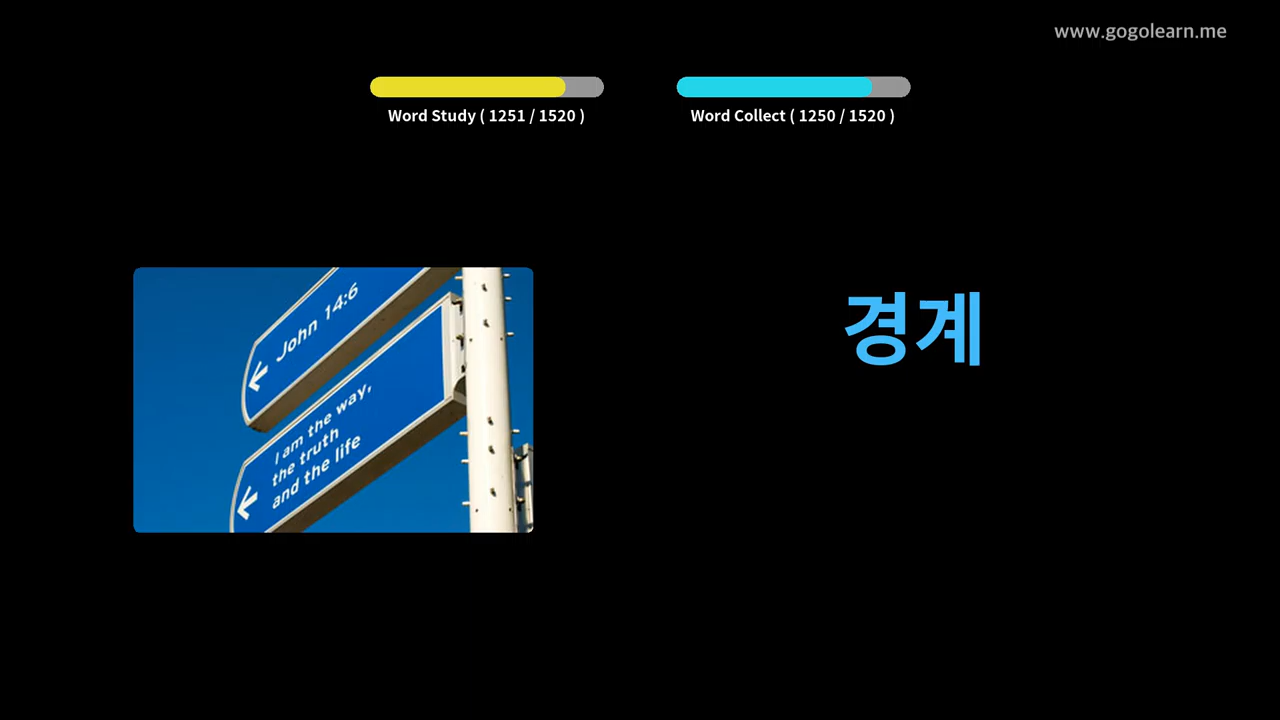 www.gogolearn.me
Word Study ( 1251 / 1520 )
Word Collect ( 1250 / 1520 )
John 14:6
I am the way,
the truth
and the life
경계